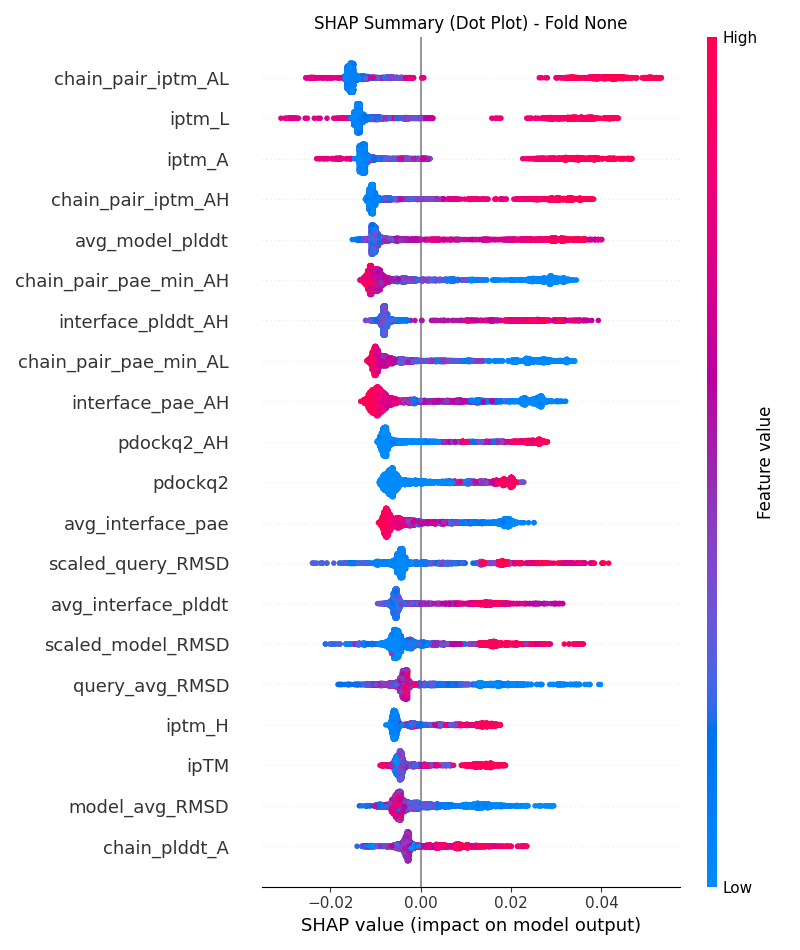 SHAP Summary (Dot Plot) - Fold None
High
chain_pair_iptm_AL
iptm_L
iptm_A
chain_pair_iptm_AH
avg_model_plddt
chain_pair_pae_min_AH
interface_plddt_AH
chain_pair_pae_min_AL
interface_pae_AH
pdockq2_AH
pdockq2
avg_interface_pae
scaled_query_RMSD
avg_interface_plddt
scaled_model_RMSD
query_avg_RMSD
iptm_H
ipTM
model_avg_RMSD
chain_plddt_A
Feature value
Low
−0.02 0.00 0.02 0.04
SHAP value (impact on model output)